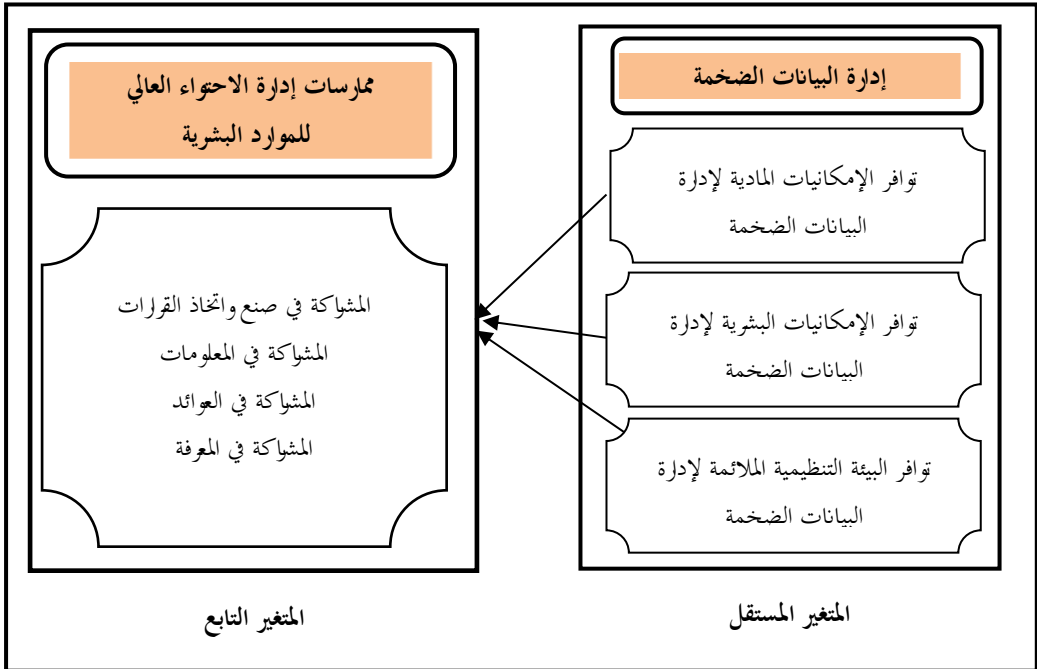 إدارة البيانات الضخمة
توافر الإمكانيات المادية لإدارة
البيانات الضخمة
توافر الإمكانيات البشرية لإدارة
البيانات الضخمة
توافر البيئة التنظيمية الملائمة لإدارة
البيانات الضخمة
المتغير المستقل
ممارسات إدارة الاحتواء العالي
للموارد البشرية
المشاركة في صنع واتخاذ القرارات
المشاركة في المعلومات
المشاركة في العوائد
المشاركة في المعرفة
المتغير التابع